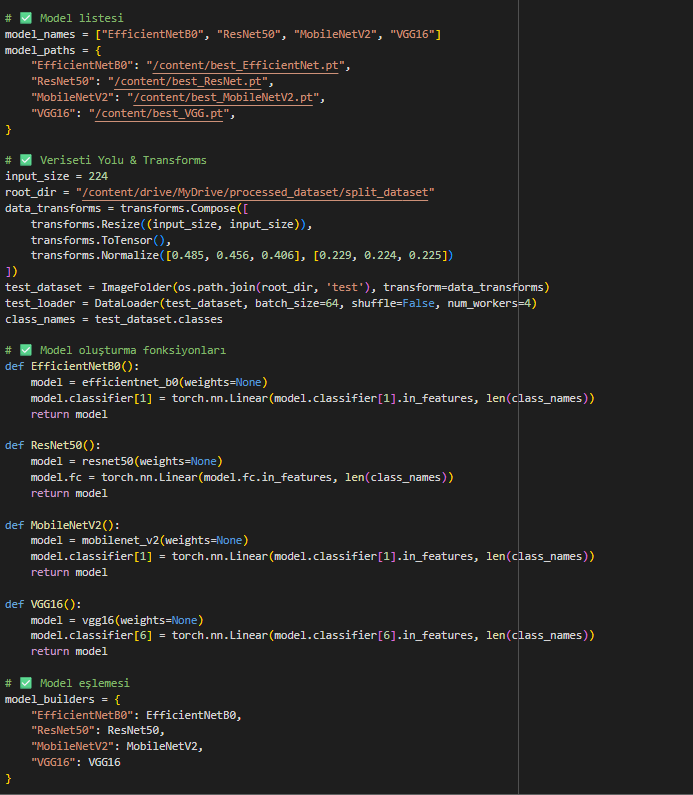 # ✅ Model listesi
model_names = ["EfficientNetB0", "ResNet50", "MobileNetV2", "VGG16"]
model_paths = {
    "EfficientNetB0": "/content/best_EfficientNet.pt",
    "ResNet50": "/content/best_ResNet.pt",
    "MobileNetV2": "/content/best_MobileNetV2.pt",
    "VGG16": "/content/best_VGG.pt",
}

# ✅ Veriseti Yolu & Transforms
input_size = 224
root_dir = "/content/drive/MyDrive/processed_dataset/split_dataset"
data_transforms = transforms.Compose([
    transforms.Resize((input_size, input_size)),
    transforms.ToTensor(),
    transforms.Normalize([0.485, 0.456, 0.406], [0.229, 0.224, 0.225])
])
test_dataset = ImageFolder(os.path.join(root_dir, 'test'), transform=data_transforms)
test_loader = DataLoader(test_dataset, batch_size=64, shuffle=False, num_workers=4)
class_names = test_dataset.classes

# ✅ Model oluşturma fonksiyonları
def EfficientNetB0():
    model = efficientnet_b0(weights=None)
    model.classifier[1] = torch.nn.Linear(model.classifier[1].in_features, len(class_names))
    return model

def ResNet50():
    model = resnet50(weights=None)
    model.fc = torch.nn.Linear(model.fc.in_features, len(class_names))
    return model

def MobileNetV2():
    model = mobilenet_v2(weights=None)
    model.classifier[1] = torch.nn.Linear(model.classifier[1].in_features, len(class_names))
    return model

def VGG16():
    model = vgg16(weights=None)
    model.classifier[6] = torch.nn.Linear(model.classifier[6].in_features, len(class_names))
    return model

# ✅ Model eşlemesi
model_builders = {
    "EfficientNetB0": EfficientNetB0,
    "ResNet50": ResNet50,
    "MobileNetV2": MobileNetV2,
    "VGG16": VGG16
}